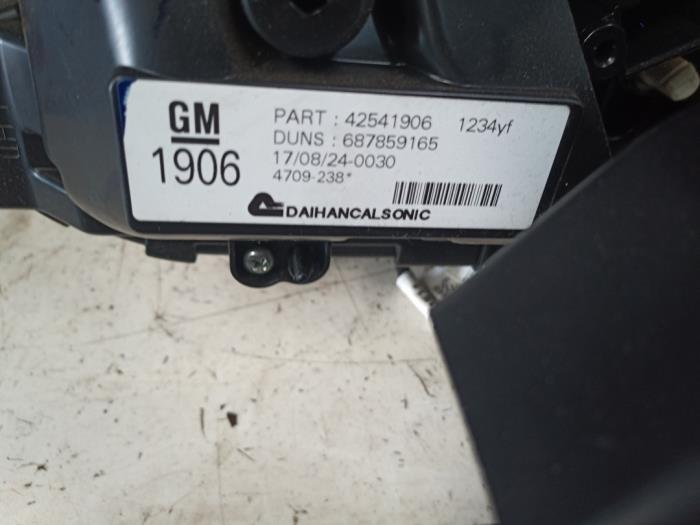 GM
1906
PART : 42541906 1234yf
DUNS : 687859165
17/08/24-0030
4709-238*
DAIHANCALSONIC